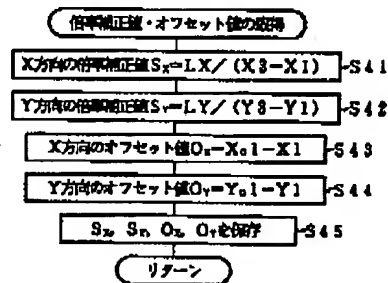 倍率補正値・オフセット値の取得
X方向の倍率補正値Sx=LX/(X3-X1) S41
Y方向の倍率補正値SY=LY/(Y3-Y1) S42
X方向のオフセット値Ox=X01-X1 S43
Y方向のオフセット値OY=Y01-Y1 S44
Sx, SY, Ox, OYを保存 S45
リターン